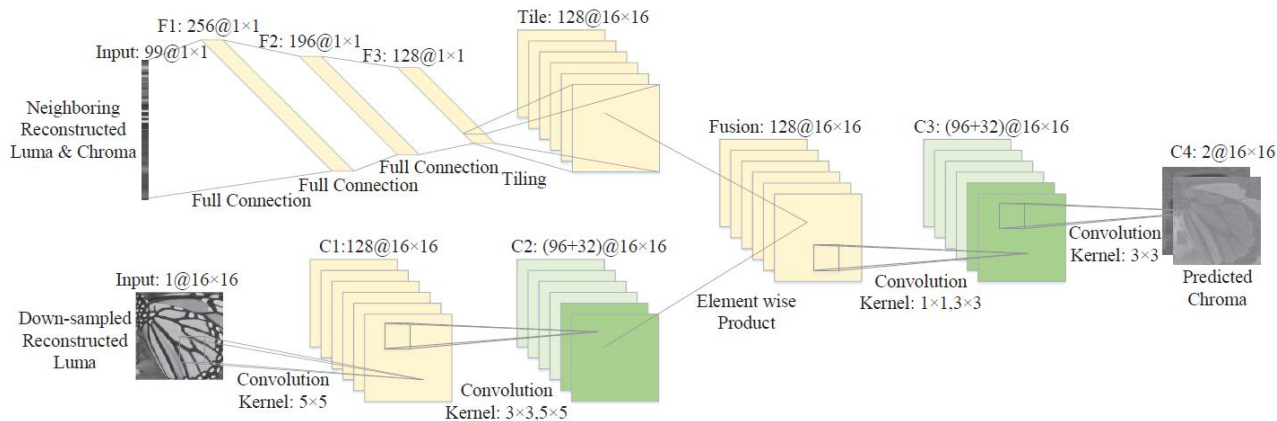 F1: 256@1×1
F2: 196@1×1
F3: 128@1×1
Tile: 128@16×16
Input: 99@1×1
Neighboring
Reconstructed
Luma & Chroma
Full Connection
Full Connection
Full Connection
Tiling
Fusion: 128@16×16
C3: (96+32)@16×16
C4: 2@16×16
C1:128@16×16
C2: (96+32)@16×16
Input: 1@16×16
Down-sampled
Reconstructed
Luma
Convolution
Kernel: 5×5
Convolution
Kernel: 3×3,5×5
Element wise
Product
Convolution
Kernel: 1×1,3×3
Convolution
Kernel: 3×3
Predicted
Chroma